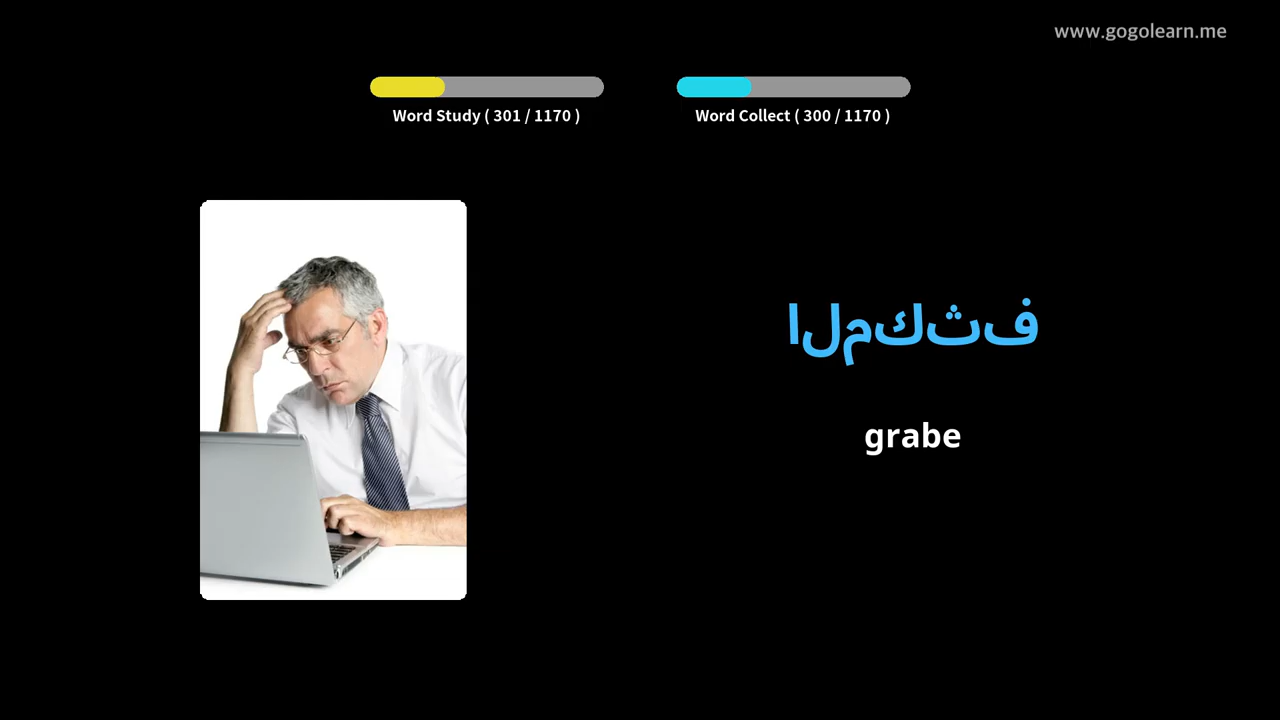 www.gogolearn.me
Word Study ( 301 / 1170 )
Word Collect ( 300 / 1170 )
المكثف
grabe